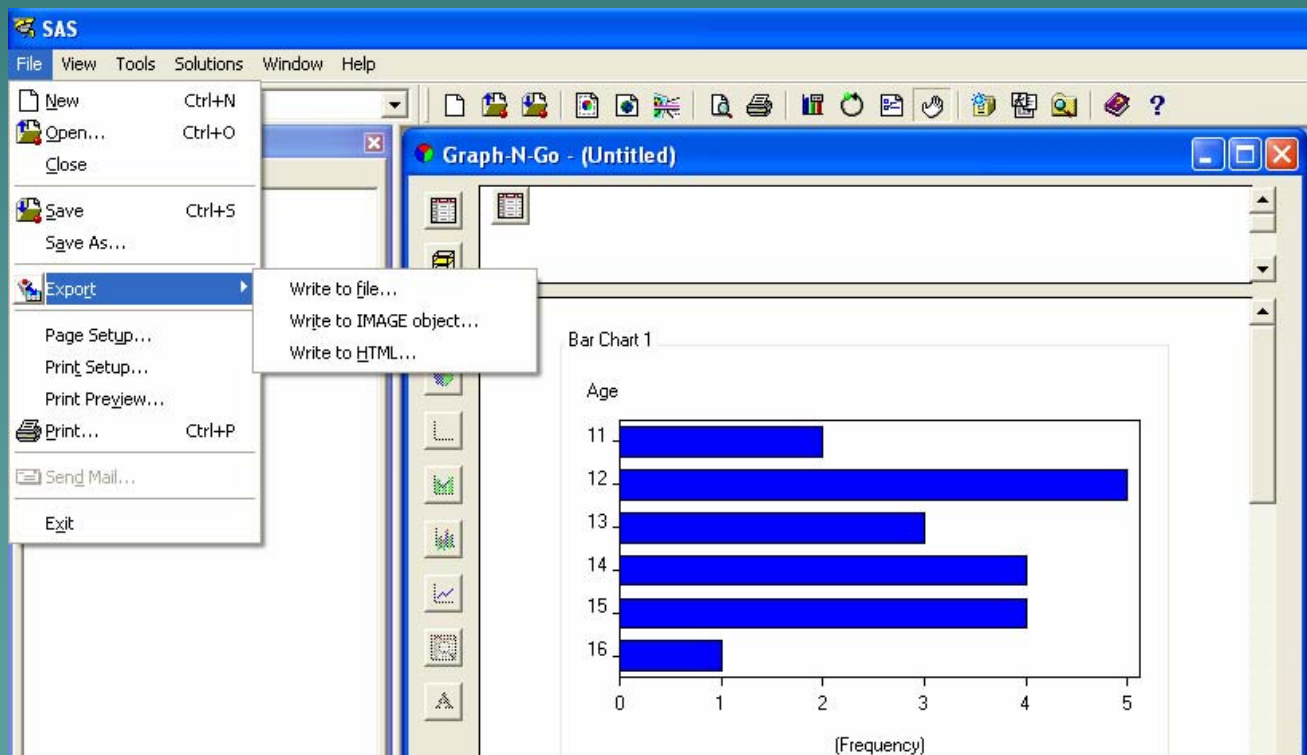 SAS
File View Tools Solutions Window Help
New Ctrl+N
Open... Ctrl+O
Close
Save Ctrl+S
Save As...
Export
Page Setup...
Print Setup...
Print Preview...
Print... Ctrl+P
Send Mail...
Exit
Write to file...
Write to IMAGE object...
Write to HTML...
?
Graph-N-Go - (Untitled)
A
Bar Chart 1
Age
11
12
13
14
15
16
0 1 2 3 4 5
(Frequency)